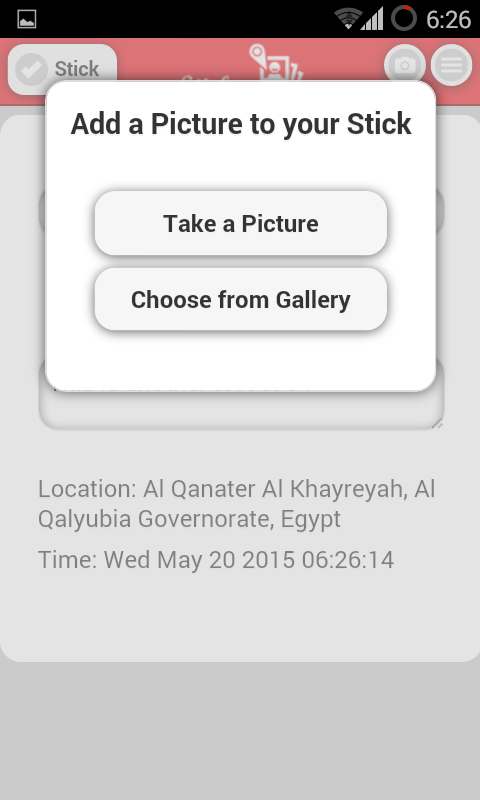 6:26
Stick
Add a Picture to your Stick
Take a Picture
Choose from Gallery
Location: Al Qanater Al Khayreyah, Al
Qalyubia Governorate, Egypt
Time: Wed May 20 2015 06:26:14